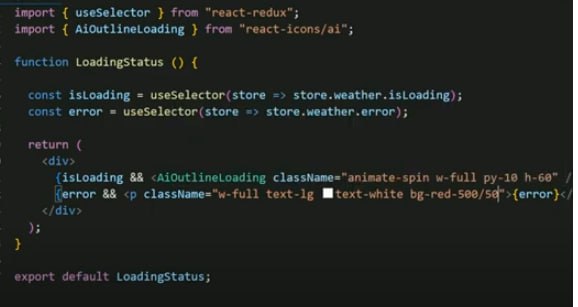 import { useSelector } from "react-redux";
import { AiOutlineLoading } from "react-icons/ai";
function LoadingStatus () {
const isLoading = useSelector(store => store.weather.isLoading);
const error = useSelector(store => store.weather.error);
return (
<div>
{isLoading && <AiOutlineLoading className="animate-spin w-full py-10 h-60" /
{error && <p className="w-full text-lg text-white bg-red-500/50">{error}</
</div>
);
}
export default LoadingStatus;